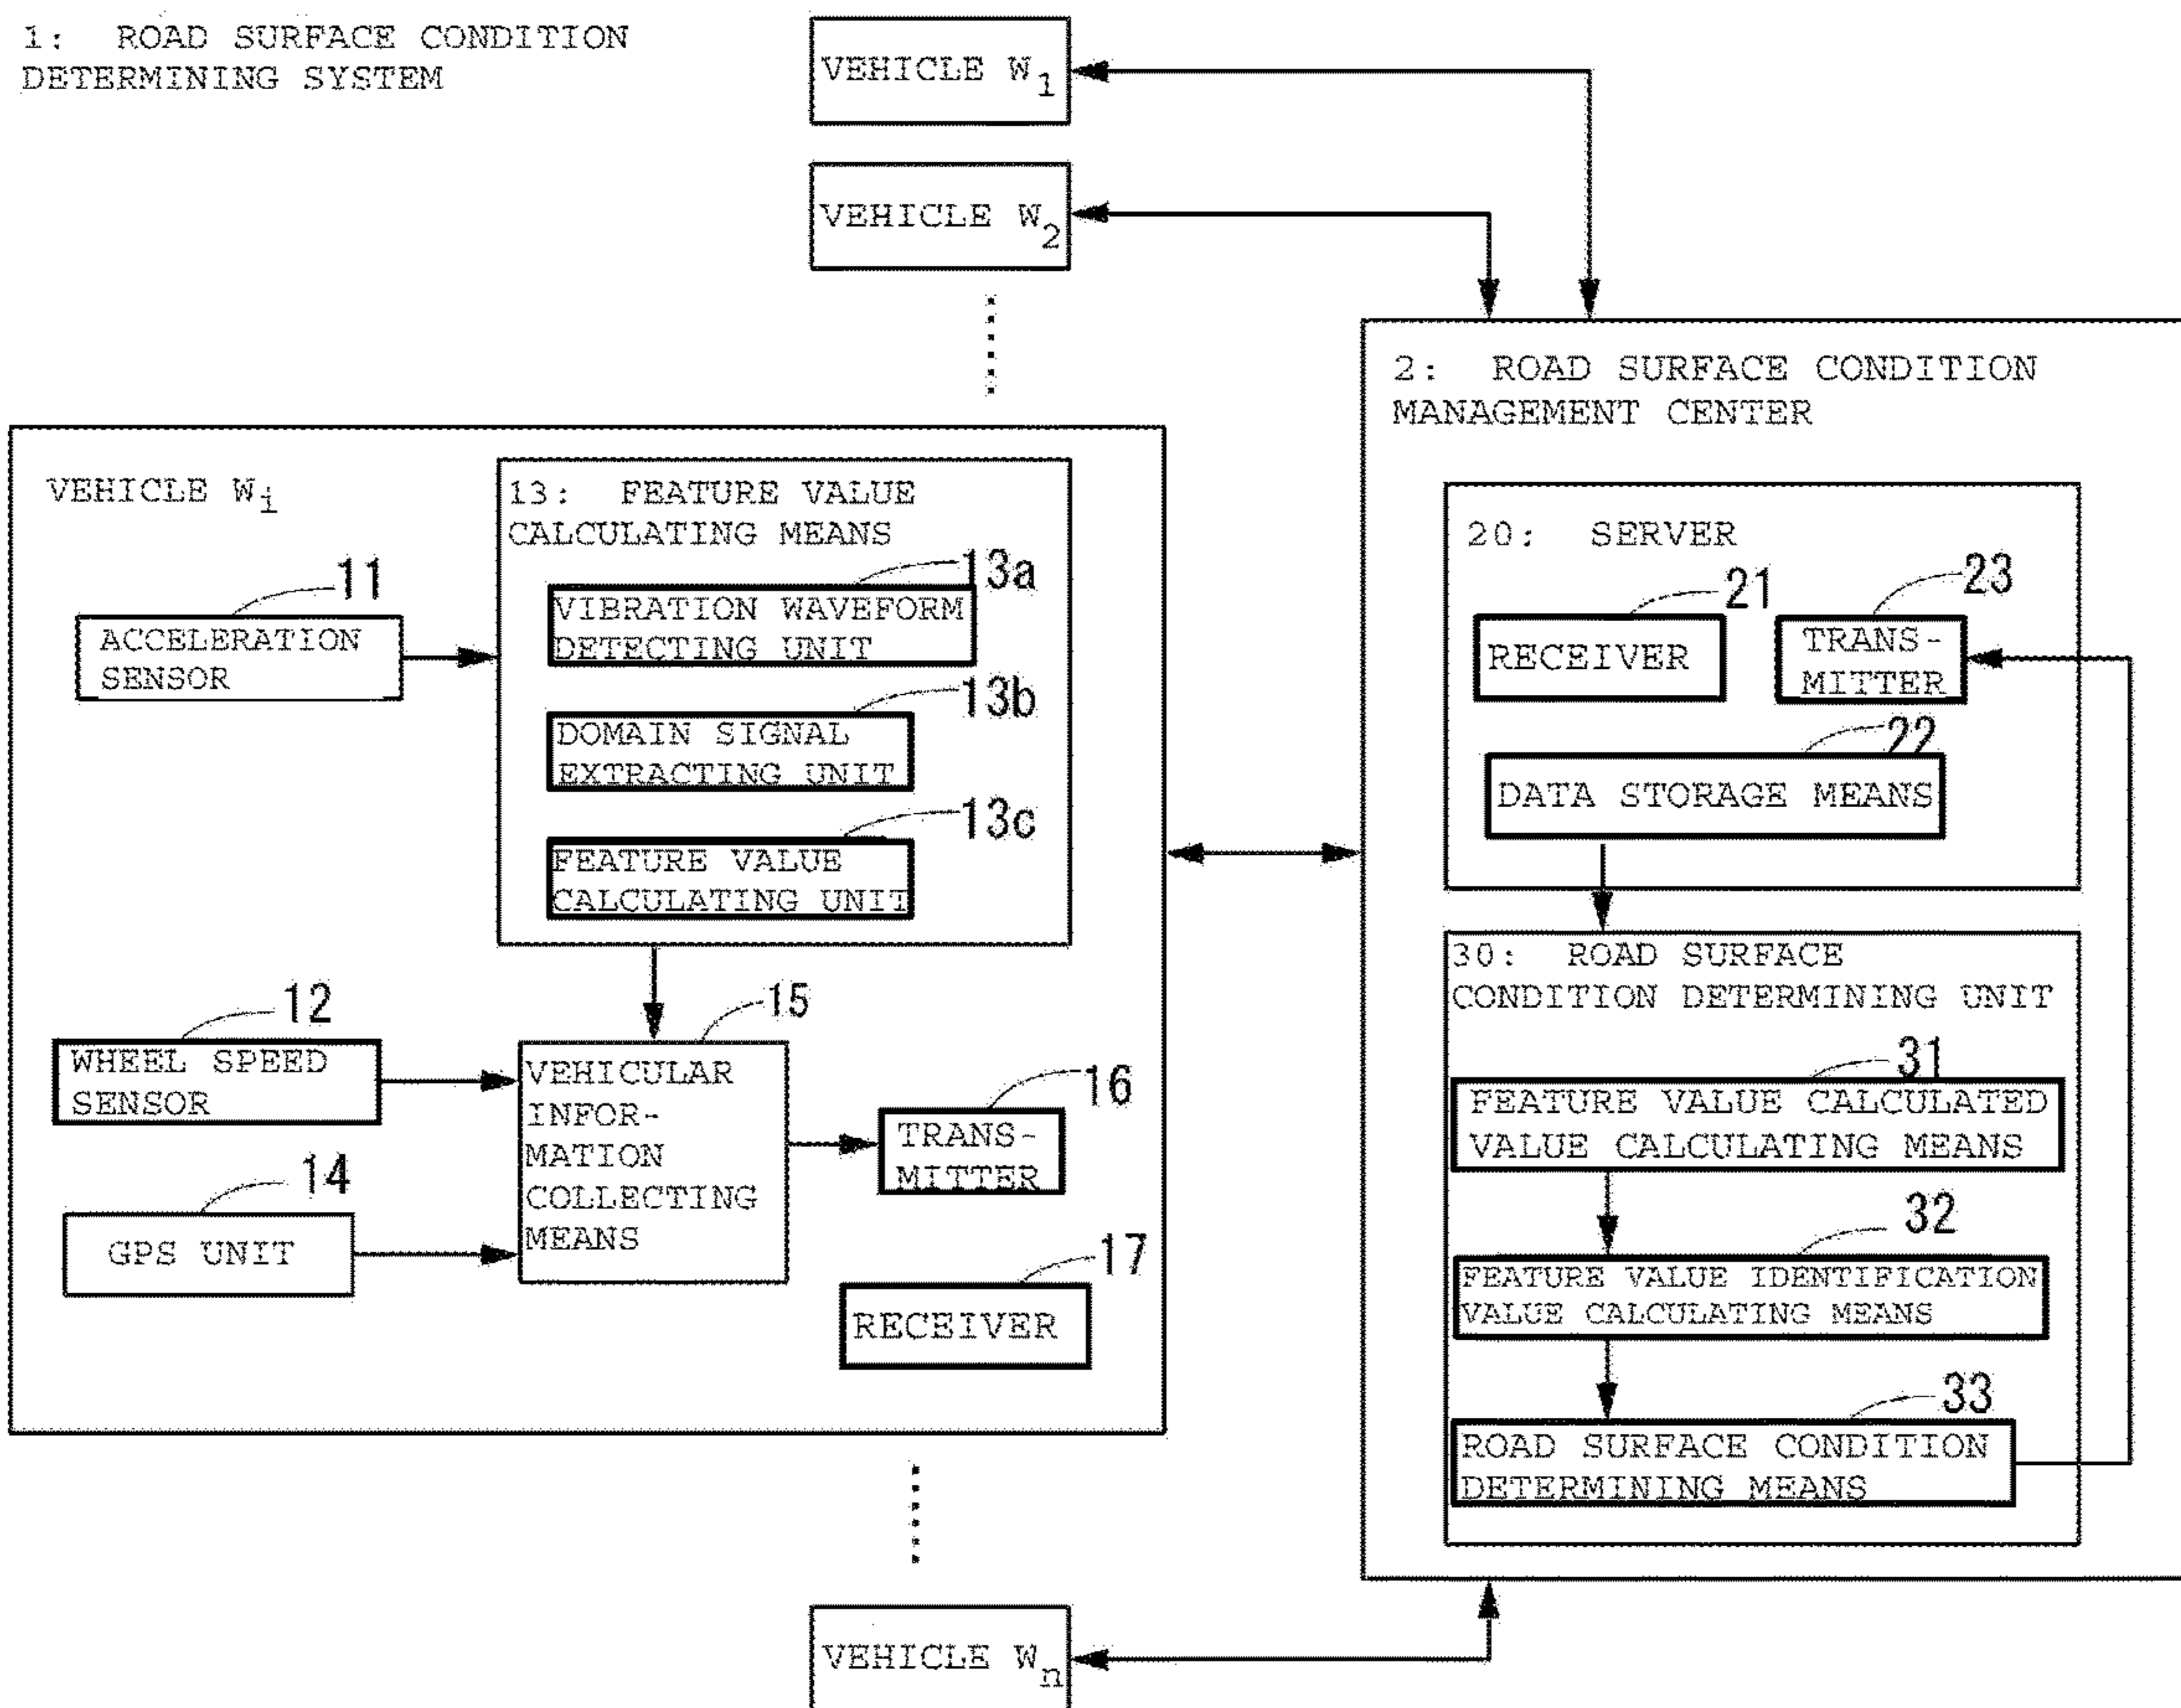 1: ROAD SURFACE CONDITION
DETERMINING SYSTEM
VEHICLE W1
VEHICLE W2
VEHICLE Wi
11
ACCELERATION
SENSOR
13: FEATURE VALUE
CALCULATING MEANS
13a
VIBRATION WAVEFORM
DETECTING UNIT
13b
DOMAIN SIGNAL
EXTRACTING UNIT
13c
FEATURE VALUE
CALCULATING UNIT
12
WHEEL SPEED
SENSOR
14
GPS UNIT
15
VEHICULAR
INFOR-
MATION
COLLECTING
MEANS
16
TRANS-
MITTER
17
RECEIVER
VEHICLE Wn
2: ROAD SURFACE CONDITION
MANAGEMENT CENTER
20: SERVER
21
RECEIVER
23
TRANS-
MITTER
22
DATA STORAGE MEANS
30: ROAD SURFACE
CONDITION DETERMINING UNIT
31
FEATURE VALUE CALCULATED
VALUE CALCULATING MEANS
32
FEATURE VALUE IDENTIFICATION
VALUE CALCULATING MEANS
33
ROAD SURFACE CONDITION
DETERMINING MEANS